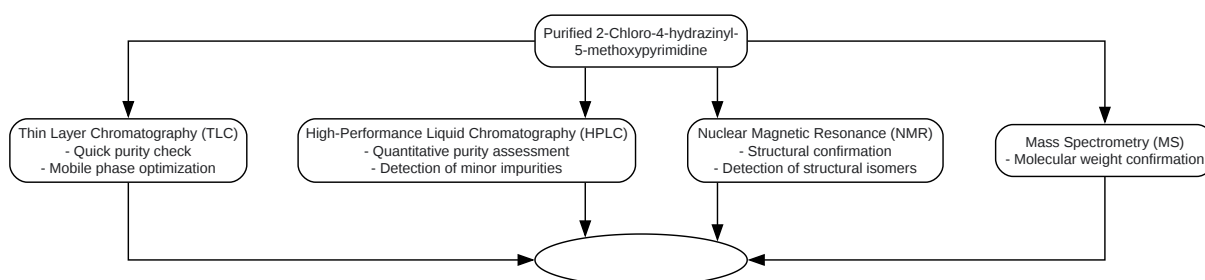 Purified 2-Chloro-4-hydrazinyl-
5-methoxypyrimidine
Thin Layer Chromatography (TLC)
- Quick purity check
- Mobile phase optimization
High-Performance Liquid Chromatography (HPLC)
- Quantitative purity assessment
- Detection of minor impurities
Nuclear Magnetic Resonance (NMR)
- Structural confirmation
- Detection of structural isomers
Mass Spectrometry (MS)
- Molecular weight confirmation